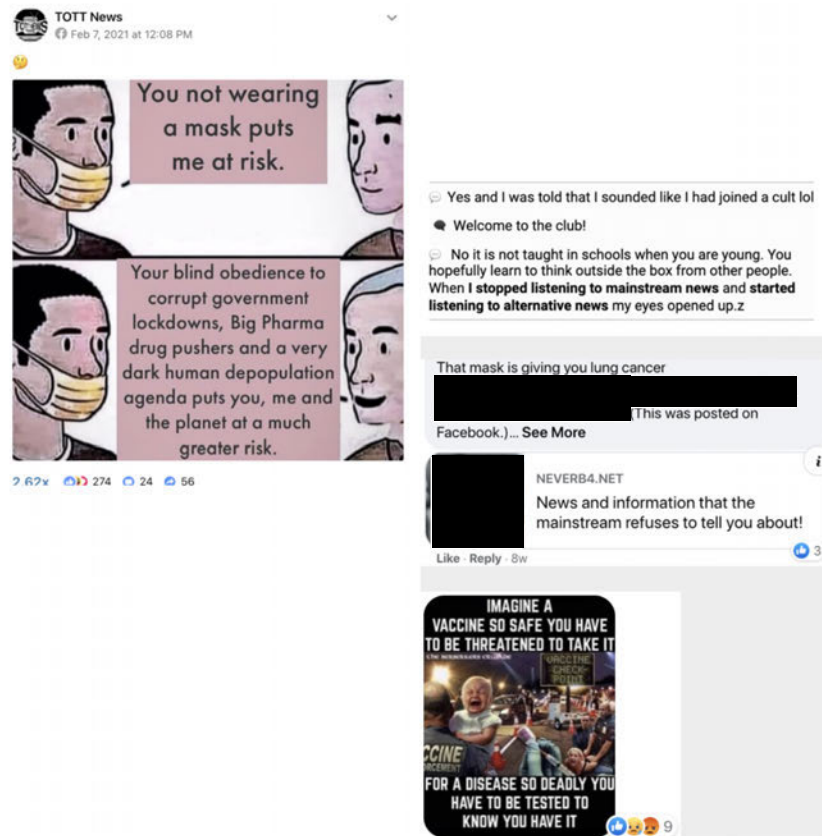 TOTT News
Feb 7, 2021 at 12:08 PM
You not wearing
a mask puts
me at risk.
Your blind obedience to
corrupt government
lockdowns, Big Pharma
drug pushers and a very
dark human depopulation
agenda puts you, me and
the planet at a much
greater risk.
2.62x 274 24 56
Yes and I was told that I sounded like I had joined a cult lol
Welcome to the club!
No it is not taught in schools when you are young. You
hopefully learn to think outside the box from other people.
When I stopped listening to mainstream news and started
listening to alternative news my eyes opened up.z
That mask is giving you lung cancer
(This was posted on
Facebook.)... See More
NEVERB4.NET
News and information that the
mainstream refuses to tell you about!
Like · Reply · 8w
3
IMAGINE A
VACCINE SO SAFE YOU HAVE
TO BE THREATENED TO TAKE IT
VACCINE
CHECK-
POINT
CCINE
RCEMENT
FOR A DISEASE SO DEADLY YOU
HAVE TO BE TESTED TO
KNOW YOU HAVE IT
9